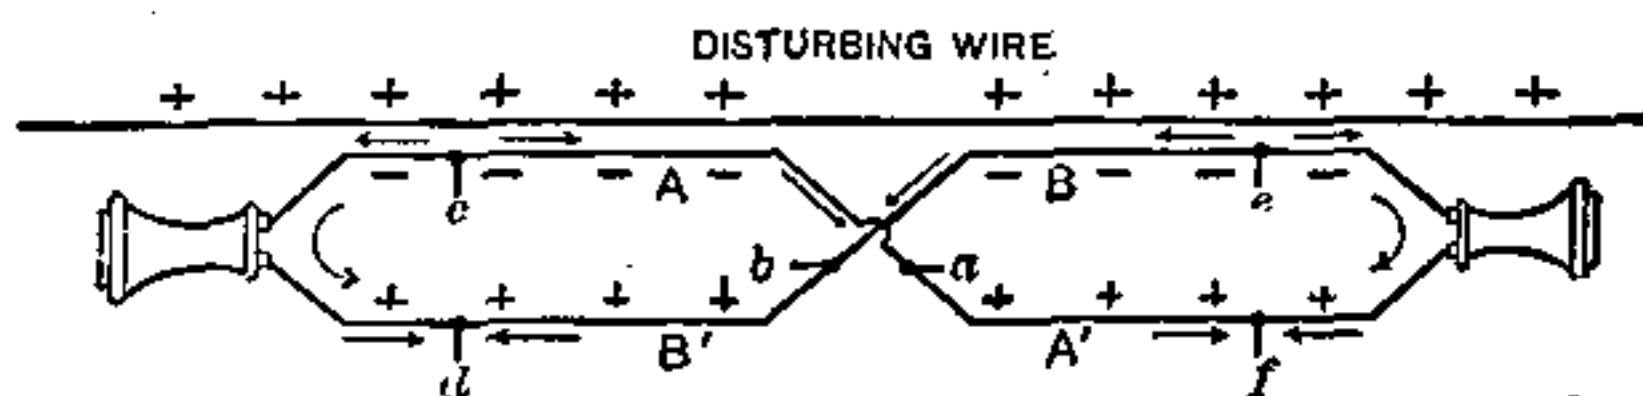 DISTURBING WIRE
+ + + + + + + + + + + +
− − − A − − B − − 
c e
b a
+ + + + + + + +
B' A'
d f